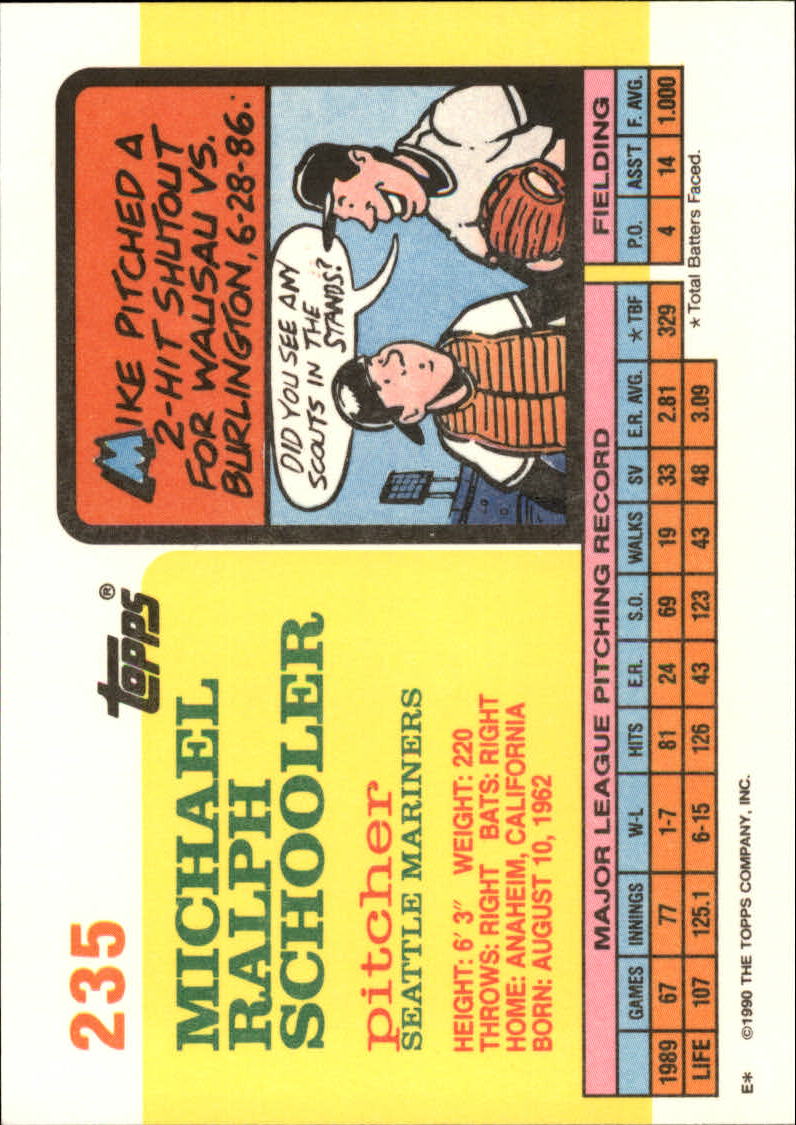 235
topps®
MICHAEL
RALPH
SCHOOLER
pitcher
SEATTLE MARINERS
HEIGHT: 6' 3" WEIGHT: 220
THROWS: RIGHT BATS: RIGHT
HOME: ANAHEIM, CALIFORNIA
BORN: AUGUST 10, 1962
MIKE PITCHED A
2-HIT SHUTOUT
FOR WAUSAU VS.
BURLINGTON, 6-28-86.
DID YOU SEE ANY
SCOUTS IN THE
STANDS?
MAJOR LEAGUE PITCHING RECORD FIELDING
GAMES INNINGS W-L HITS E.R. S.O. WALKS SV E.R. AVG. *TBF P.O. ASS'T F. AVG.
1989 67 77 1-7 81 24 69 19 33 2.81 329 4 14 1.000
LIFE 107 125.1 6-15 126 43 123 43 48 3.09
*Total Batters Faced.
E* ©1990 THE TOPPS COMPANY, INC.